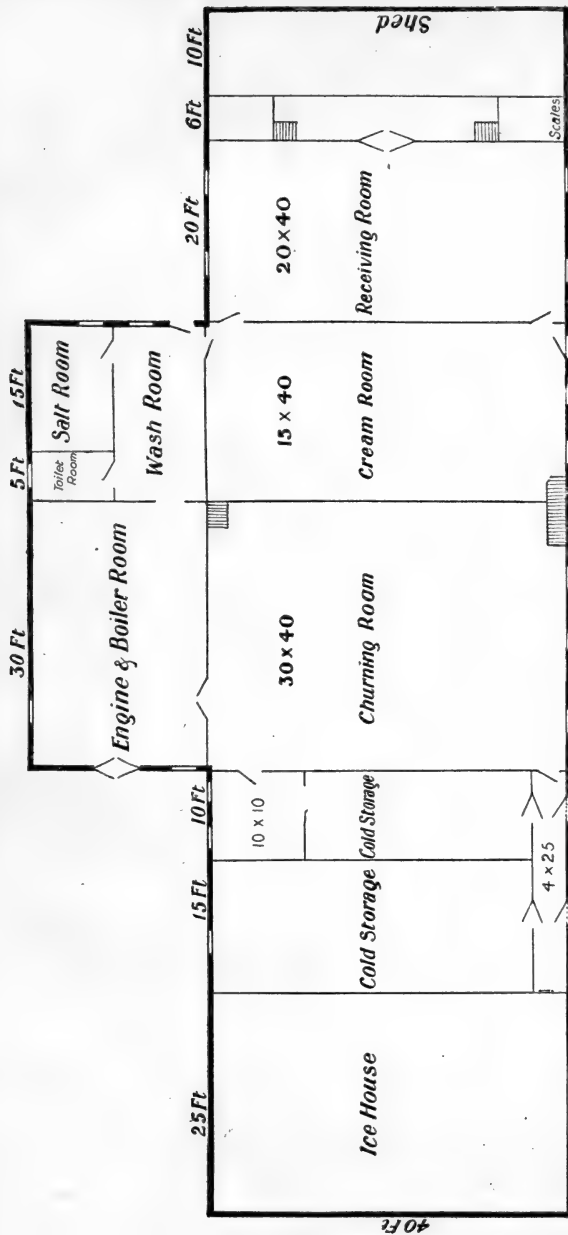 10 Ft
Shed
6 Ft
Scales
20 Ft
20 x 40
Receiving Room
15 Ft
Salt Room
5 Ft
Toilet
Room
Wash Room
15 x 40
Cream Room
30 Ft
Engine & Boiler Room
30 x 40
Churning Room
10 Ft
10 x 10
Cold Storage
15 Ft
Cold Storage
4 x 25
25 Ft
Ice House
40 Ft